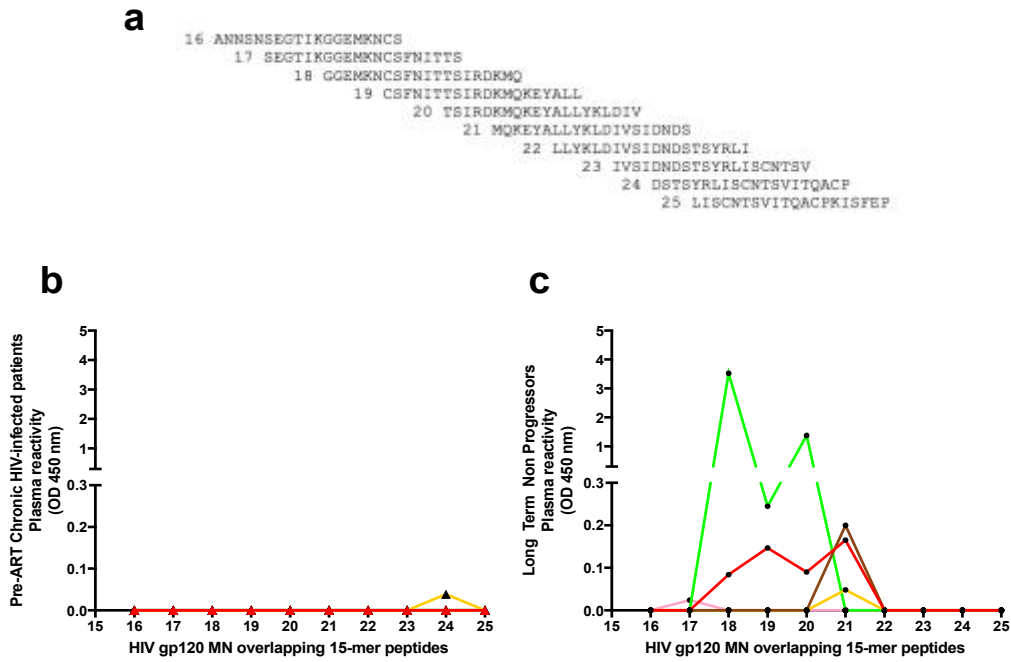 a
16 ANNSNSEGTIKGGEMKNCS
17 SEGTIKGGEMKNCSFNITTS
18 GGEMKNCSFNITTSIRDKMQ
19 CSFNITTSIRDKMQKEYALL
20 TSIRDKMQKEYALLYKLDIV
21 MQKEYALLYKLDIVSIDNDS
22 LLYKLDIVSIDNDSTSYRLI
23 IVSIDNDSTSYRLISCNTSV
24 DSTSYRLISCNTSVITQACP
25 LISCNTSVITQACPKISFEP
b
Pre-ART Chronic HIV-infected patients
Plasma reactivity
(OD 450 nm)
5
4
3
2
1
0.3
0.2
0.1
0.0
15 16 17 18 19 20 21 22 23 24 25
HIV gp120 MN overlapping 15-mer peptides
c
Long Term Non Progressors
Plasma reactivity
(OD 450 nm)
5
4
3
2
1
0.3
0.2
0.1
0.0
15 16 17 18 19 20 21 22 23 24 25
HIV gp120 MN overlapping 15-mer peptides